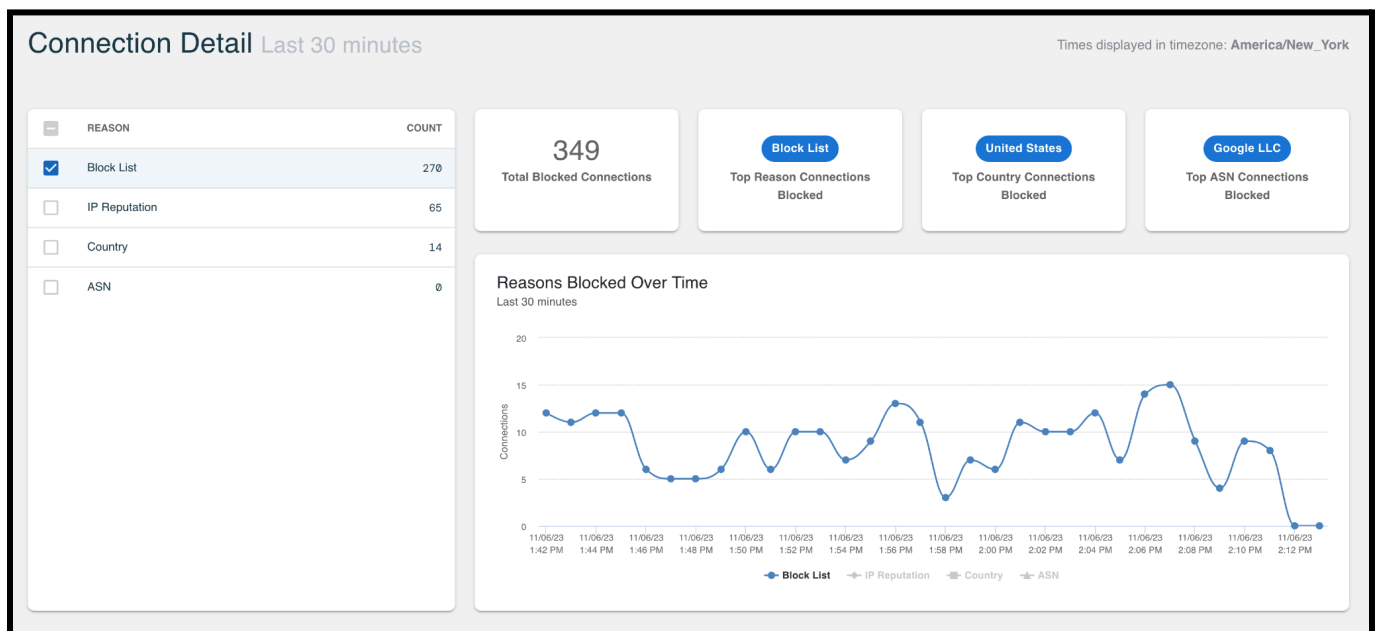 Connection Detail Last 30 minutes
Times displayed in timezone: America/New_York
REASON COUNT
Block List 270
IP Reputation 65
Country 14
ASN 0
349
Total Blocked Connections
Block List
Top Reason Connections
Blocked
United States
Top Country Connections
Blocked
Google LLC
Top ASN Connections
Blocked
Reasons Blocked Over Time
Last 30 minutes
Connections
20
15
10
5
0
11/06/23 11/06/23 11/06/23 11/06/23 11/06/23 11/06/23 11/06/23 11/06/23 11/06/23 11/06/23 11/06/23 11/06/23 11/06/23 11/06/23 11/06/23 11/06/23
1:42 PM 1:44 PM 1:46 PM 1:48 PM 1:50 PM 1:52 PM 1:54 PM 1:56 PM 1:58 PM 2:00 PM 2:02 PM 2:04 PM 2:06 PM 2:08 PM 2:10 PM 2:12 PM
Block List IP Reputation Country ASN